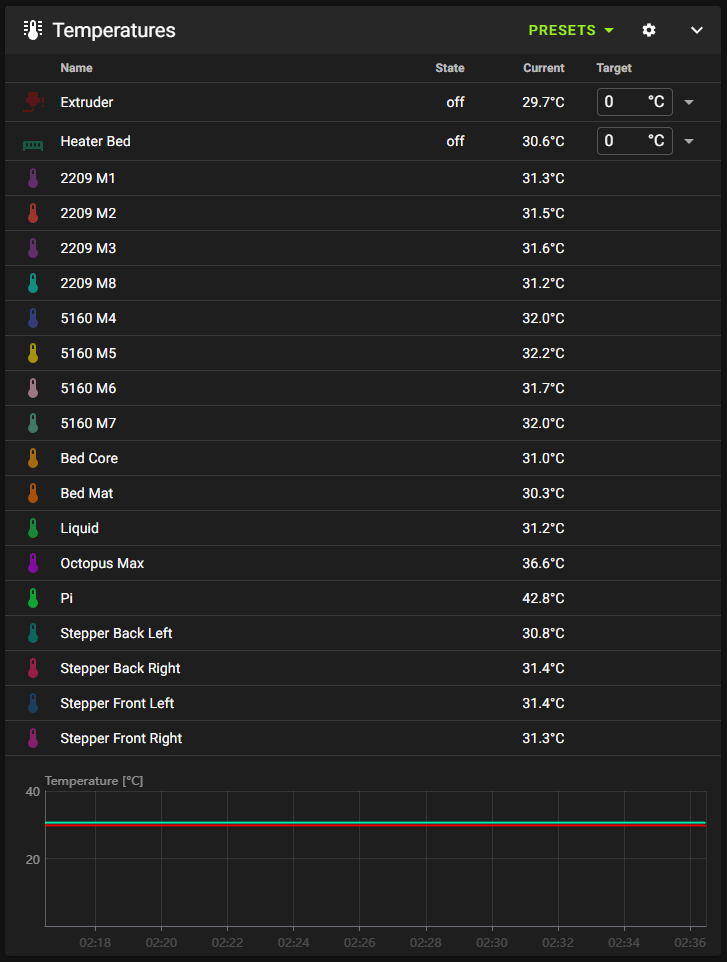 Temperatures PRESETS
Name State Current Target
Extruder off 29.7°C 0 °C
Heater Bed off 30.6°C 0 °C
2209 M1 31.3°C
2209 M2 31.5°C
2209 M3 31.6°C
2209 M8 31.2°C
5160 M4 32.0°C
5160 M5 32.2°C
5160 M6 31.7°C
5160 M7 32.0°C
Bed Core 31.0°C
Bed Mat 30.3°C
Liquid 31.2°C
Octopus Max 36.6°C
Pi 42.8°C
Stepper Back Left 30.8°C
Stepper Back Right 31.4°C
Stepper Front Left 31.4°C
Stepper Front Right 31.3°C
Temperature [°C]
40
20
02:18 02:20 02:22 02:24 02:26 02:28 02:30 02:32 02:34 02:36